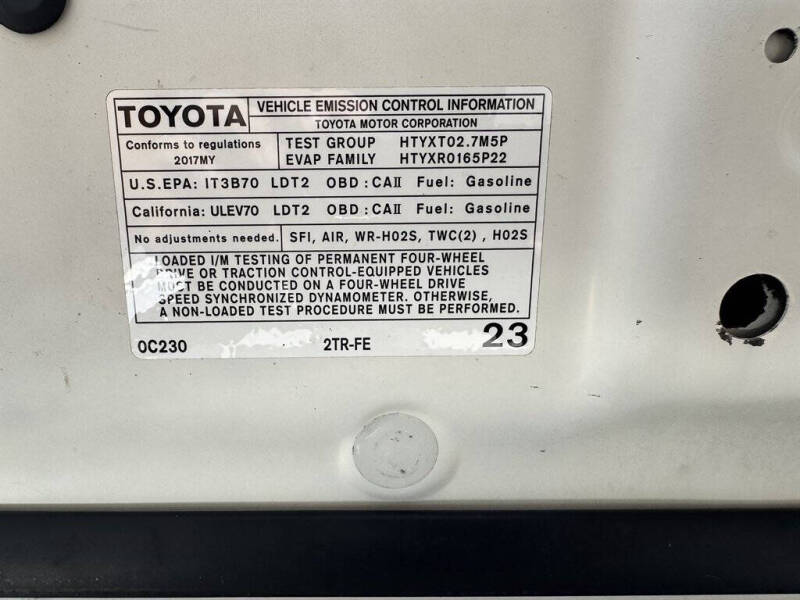 TOYOTA
VEHICLE EMISSION CONTROL INFORMATION
TOYOTA MOTOR CORPORATION
Conforms to regulations
2017MY
TEST GROUP HTYXT02.7M5P
EVAP FAMILY HTYXR0165P22
U.S.EPA: IT3B70 LDT2 OBD:CAII Fuel: Gasoline
California: ULEV70 LDT2 OBD:CAII Fuel: Gasoline
No adjustments needed.
SFI, AIR, WR-HO2S, TWC(2) , HO2S
LOADED I/M TESTING OF PERMANENT FOUR-WHEEL
DRIVE OR TRACTION CONTROL-EQUIPPED VEHICLES
MUST BE CONDUCTED ON A FOUR-WHEEL DRIVE
SPEED SYNCHRONIZED DYNAMOMETER. OTHERWISE,
A NON-LOADED TEST PROCEDURE MUST BE PERFORMED.
0C230 2TR-FE 23